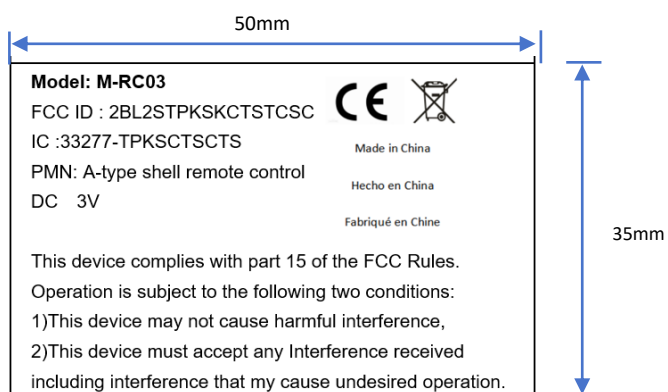 50mm
Model: M-RC03
FCC ID : 2BL2STPKSKCTSTCSC
IC :33277-TPKSCTSCTS
PMN: A-type shell remote control
DC 3V
CE
Made in China
Hecho en China
Fabriqué en Chine
35mm
This device complies with part 15 of the FCC Rules.
Operation is subject to the following two conditions:
1)This device may not cause harmful interference,
2)This device must accept any Interference received
including interference that my cause undesired operation.